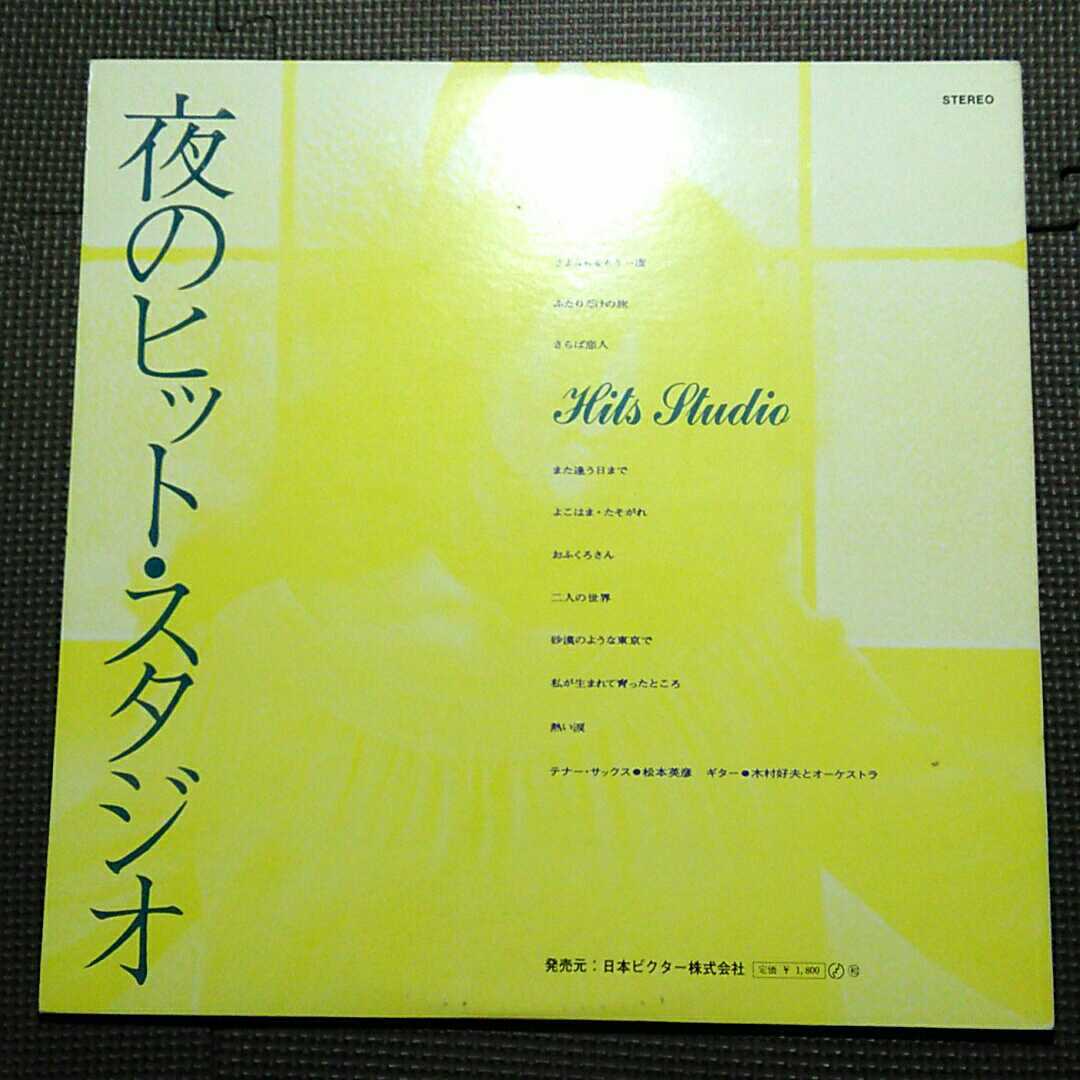 夜のヒット・スタジオ
STEREO
さよならをもう一度
ふたりだけの旅
さらば恋人
Hits Studio
また逢う日まで
よこはま・たそがれ
おふくろさん
二人の世界
砂漠のような東京で
私が生まれて育ったところ
熱い涙
テナー・サックス●松本英彦 ギター●木村好夫とオーケストラ
発売元：日本ビクター株式会社 定価 ¥ 1,800